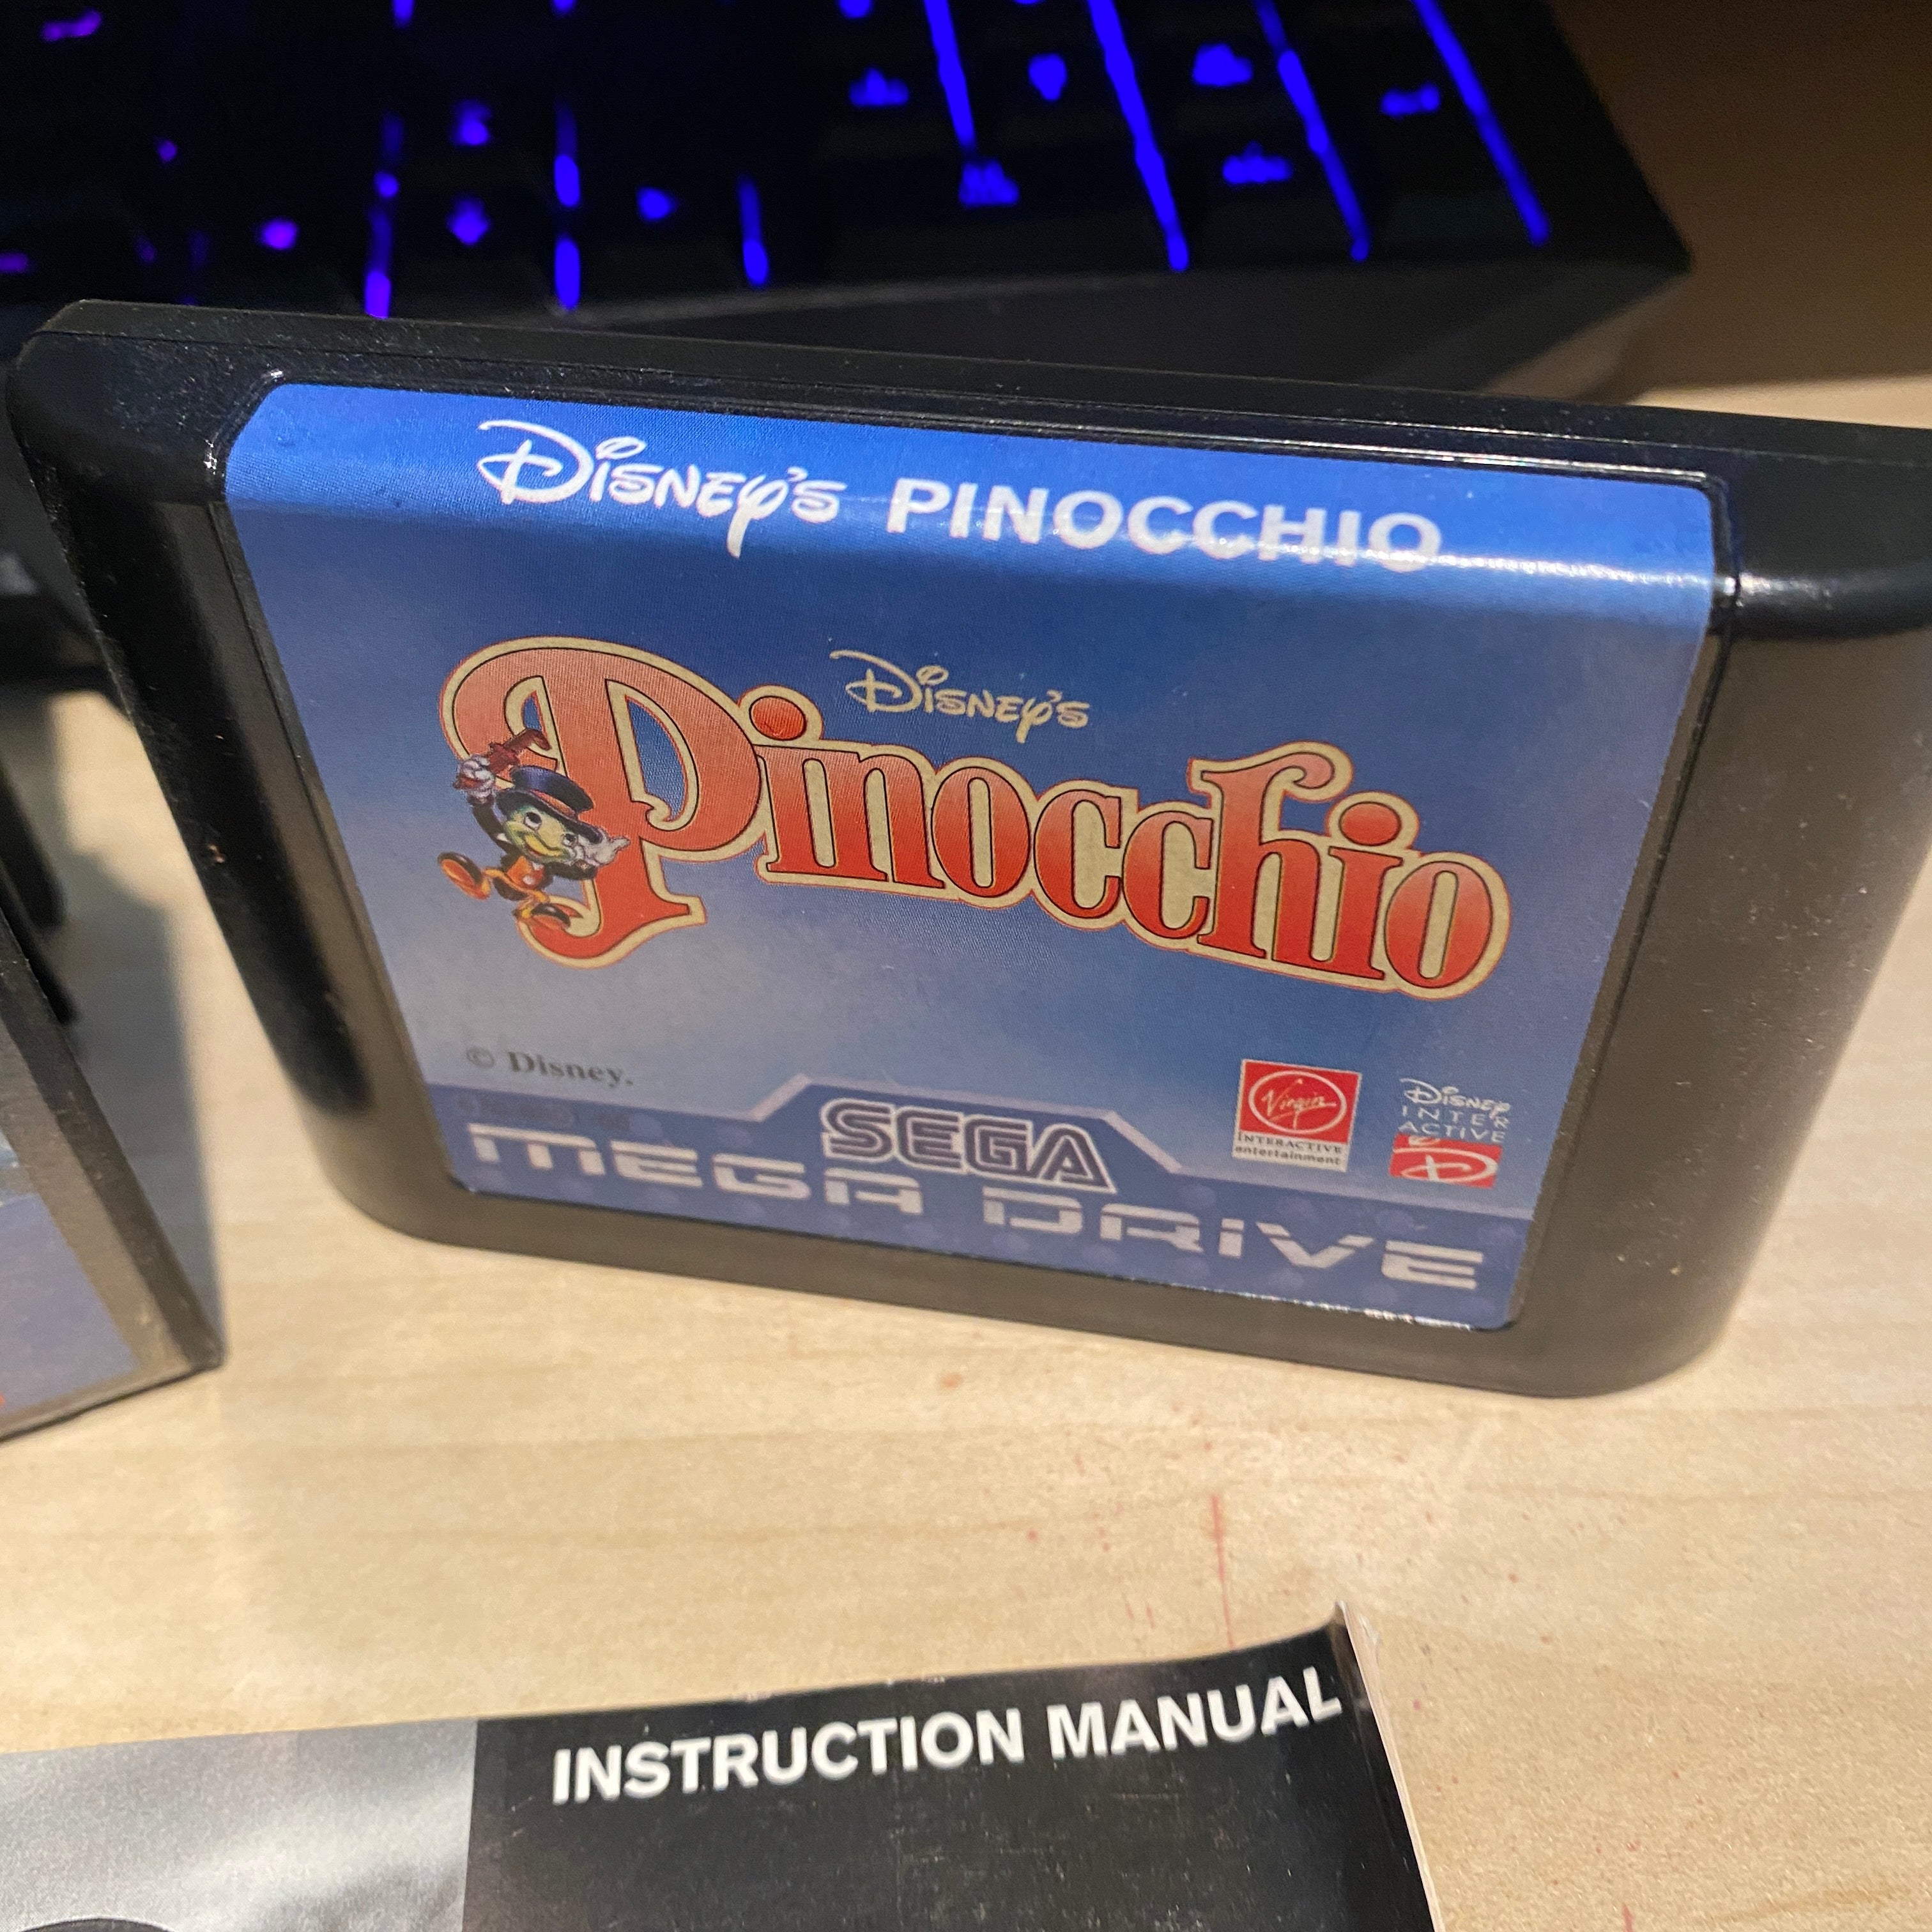 Disney's PINOCCHIO
Disney's
Pinocchio
© Disney.
SEGA
MEGA DRIVE
Virgin
INTERACTIVE
entertainment
Disney
INTER
ACTIVE
D
INSTRUCTION MANUAL